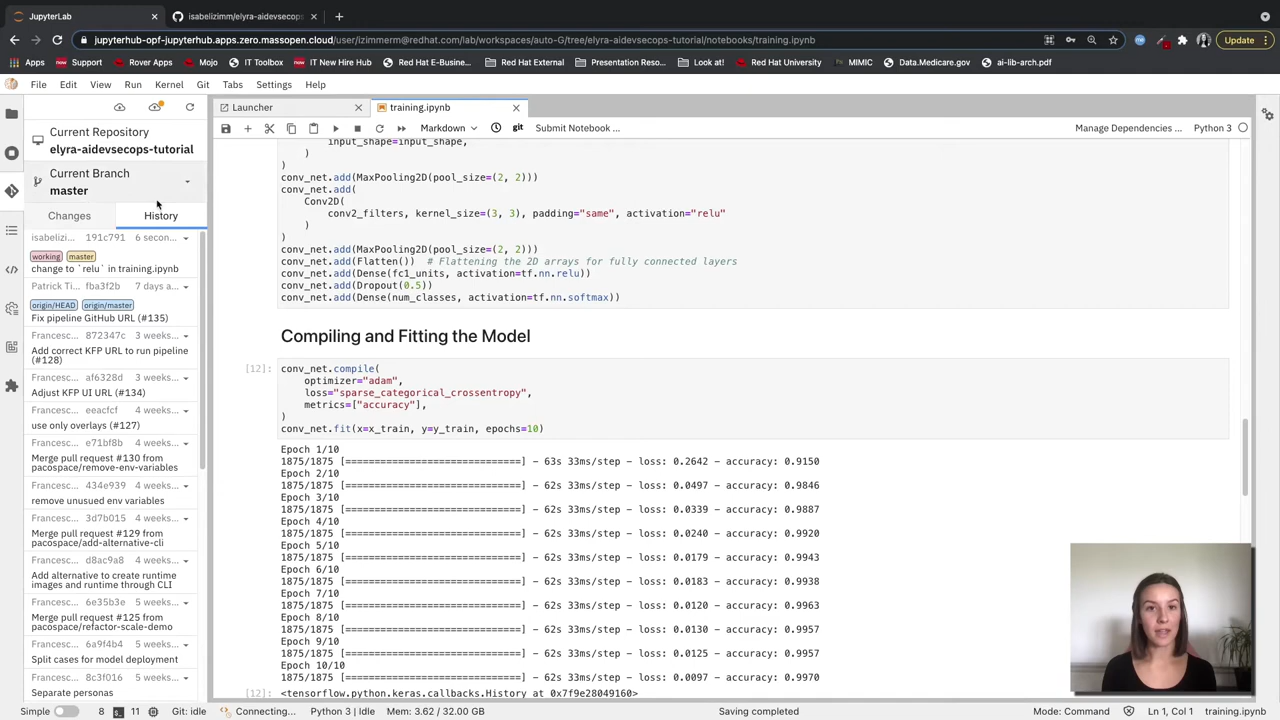 JupyterLab
isabelizimm/elyra-aidevsecops
jupyterhub-opf-jupyterhub.apps.zero.massopen.cloud/user/izimmerm@redhat.com/lab/workspaces/auto-G/tree/elyra-aidevsecops-tutorial/notebooks/training.ipynb
Update
Apps now Support Rover Apps Mojo IT Toolbox IT New Hire Hub Red Hat E-Busine... Red Hat External Presentation Reso... Look at! Red Hat University MIMIC Data.Medicare.gov ai-lib-arch.pdf
File Edit View Run Kernel Git Tabs Settings Help
Launcher
training.ipynb
Markdown git Submit Notebook ... Manage Dependencies ... Python 3
Current Repository
elyra-aidevsecops-tutorial
Current Branch
master
Changes History
isabelizi... 191c791 6 secon...
working master
change to `relu` in training.ipynb
Patrick Ti... fba3f2b 7 days a...
origin/HEAD origin/master
Fix pipeline GitHub URL (#135)
Francesc... 872347c 3 weeks...
Add correct KFP URL to run pipeline
(#128)
Francesc... af6328d 3 weeks...
Adjust KFP UI URL (#134)
Francesc... eeacfcf 4 weeks...
use only overlays (#127)
Francesc... e71bf8b 4 weeks...
Merge pull request #130 from
pacospace/remove-env-variables
Francesc... 434e939 4 weeks...
remove unusued env variables
Francesc... 3d7b015 4 weeks...
Merge pull request #129 from
pacospace/add-alternative-cli
Francesc... d8ac9a8 4 weeks...
Add alternative to create runtime
images and runtime through CLI
Francesc... 6e35b3e 5 weeks...
Merge pull request #125 from
pacospace/refactor-scale-demo
Francesc... 6a9f4b4 5 weeks...
Split cases for model deployment
Francesc... 8c3f016 5 weeks...
Separate personas
input_shape=input_shape,
)
)
conv_net.add(MaxPooling2D(pool_size=(2, 2)))
conv_net.add(
Conv2D(
conv2_filters, kernel_size=(3, 3), padding="same", activation="relu"
)
)
conv_net.add(MaxPooling2D(pool_size=(2, 2)))
conv_net.add(Flatten()) # Flattening the 2D arrays for fully connected layers
conv_net.add(Dense(fc1_units, activation=tf.nn.relu))
conv_net.add(Dropout(0.5))
conv_net.add(Dense(num_classes, activation=tf.nn.softmax))
Compiling and Fitting the Model
[12]: conv_net.compile(
optimizer="adam",
loss="sparse_categorical_crossentropy",
metrics=["accuracy"],
)
conv_net.fit(x=x_train, y=y_train, epochs=10)
Epoch 1/10
1875/1875 [==============================] - 63s 33ms/step - loss: 0.2642 - accuracy: 0.9150
Epoch 2/10
1875/1875 [==============================] - 62s 33ms/step - loss: 0.0497 - accuracy: 0.9846
Epoch 3/10
1875/1875 [==============================] - 62s 33ms/step - loss: 0.0339 - accuracy: 0.9887
Epoch 4/10
1875/1875 [==============================] - 62s 33ms/step - loss: 0.0240 - accuracy: 0.9920
Epoch 5/10
1875/1875 [==============================] - 62s 33ms/step - loss: 0.0179 - accuracy: 0.9943
Epoch 6/10
1875/1875 [==============================] - 62s 33ms/step - loss: 0.0183 - accuracy: 0.9938
Epoch 7/10
1875/1875 [==============================] - 62s 33ms/step - loss: 0.0120 - accuracy: 0.9963
Epoch 8/10
1875/1875 [==============================] - 62s 33ms/step - loss: 0.0130 - accuracy: 0.9957
Epoch 9/10
1875/1875 [==============================] - 62s 33ms/step - loss: 0.0125 - accuracy: 0.9957
Epoch 10/10
1875/1875 [==============================] - 62s 33ms/step - loss: 0.0097 - accuracy: 0.9970
[12]: <tensorflow.python.keras.callbacks.History at 0x7f9e28049160>
Simple 8 11 Git: idle Connecting... Python 3 | Idle Mem: 3.62 / 32.00 GB Saving completed Mode: Command Ln 1, Col 1 training.ipynb